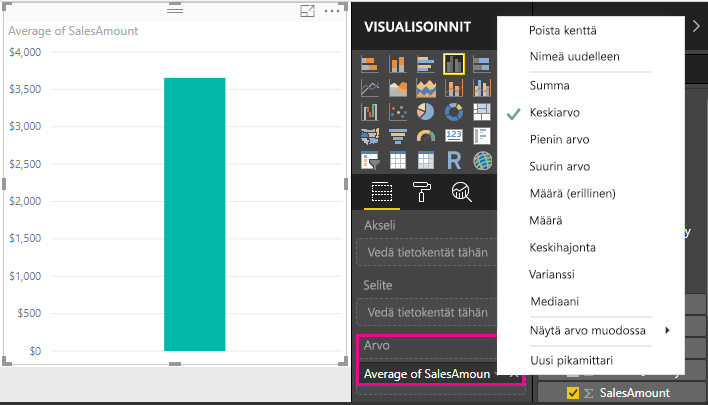 Average of SalesAmount
$4,000
$3,500
$3,000
$2,500
$2,000
$1,500
$1,000
$500
$0
VISUALISOINNIT
123
R
Akseli
Vedä tietokentät tähän
Selite
Vedä tietokentät tähän
Arvo
Average of SalesAmoun
Poista kenttä
Nimeä uudelleen
Summa
Keskiarvo
Pienin arvo
Suurin arvo
Määrä (erillinen)
Määrä
Keskihajonta
Varianssi
Mediaani
Näytä arvo muodossa
Uusi pikamittari
SalesAmount